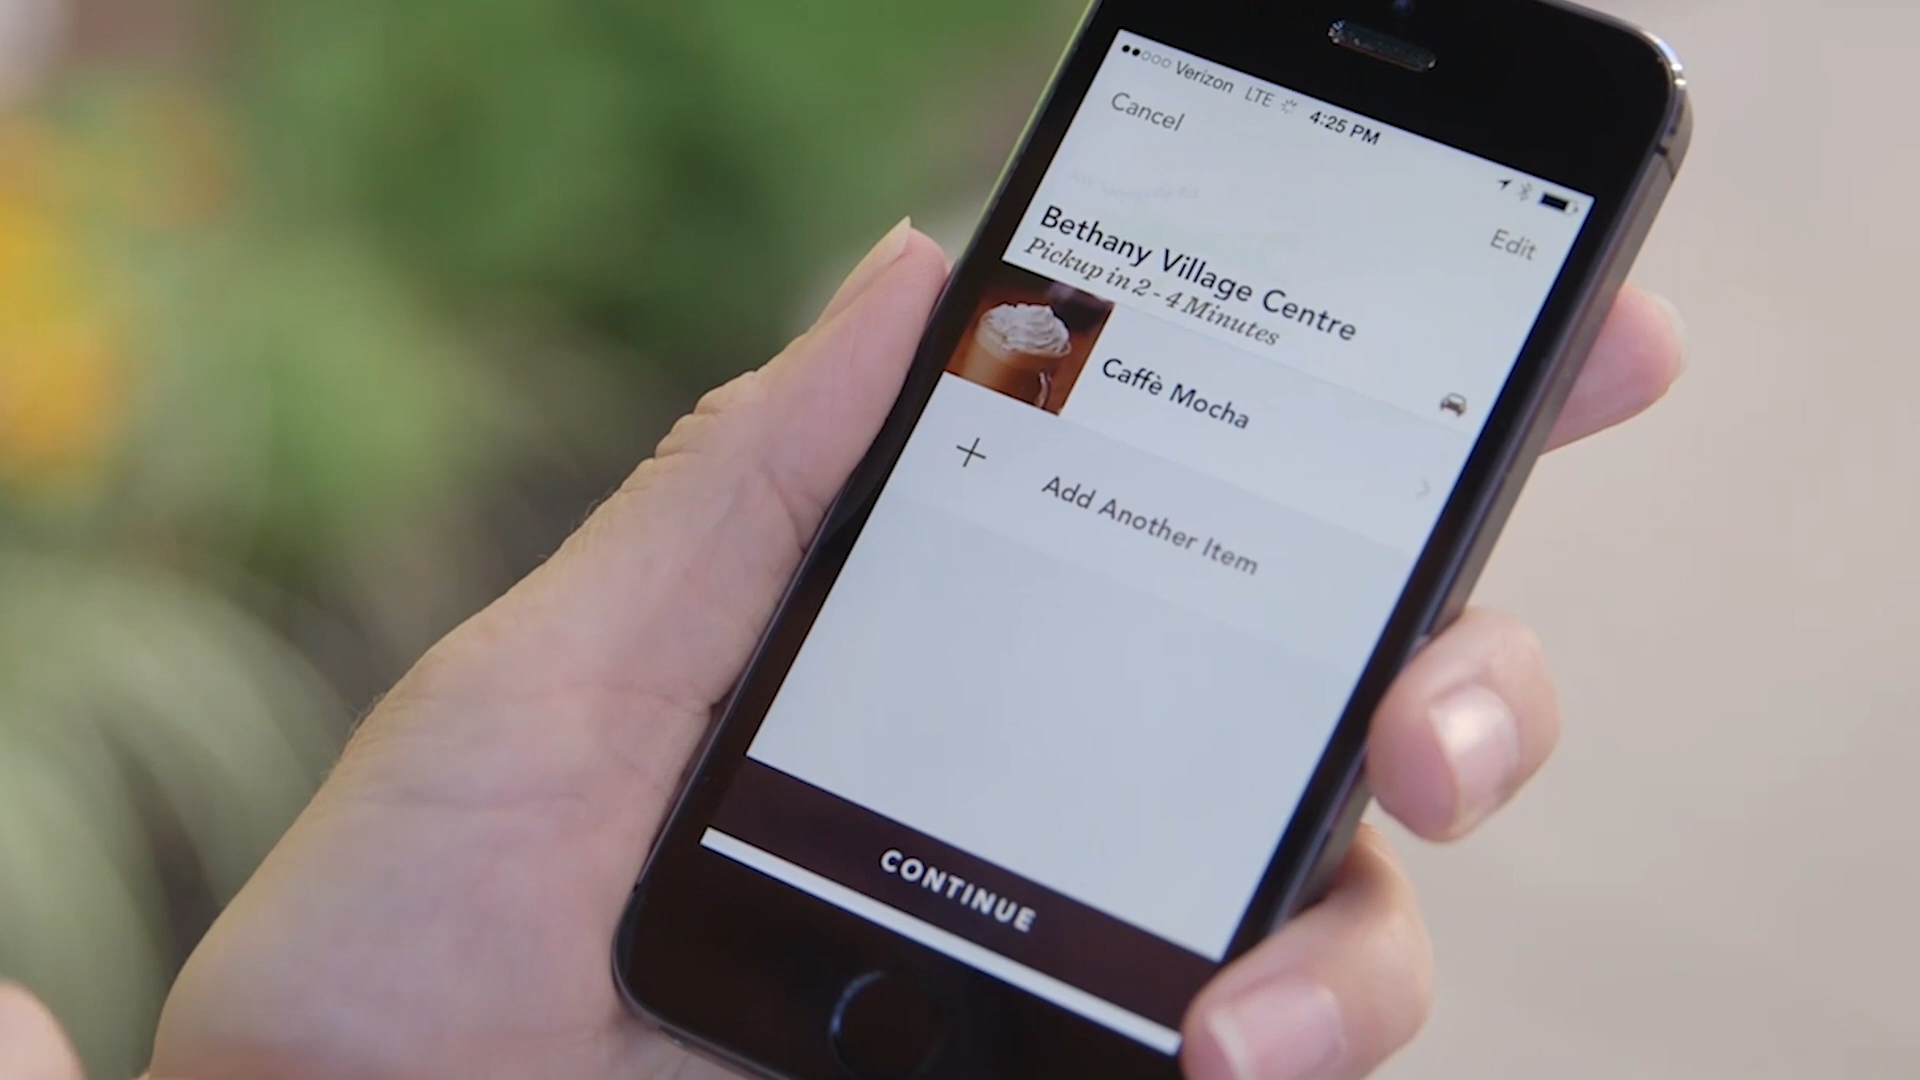 Verizon LTE 4:25 PM
Cancel
Edit
Bethany Village Centre
Pickup in 2 - 4 Minutes
Caffè Mocha
Add Another Item
CONTINUE